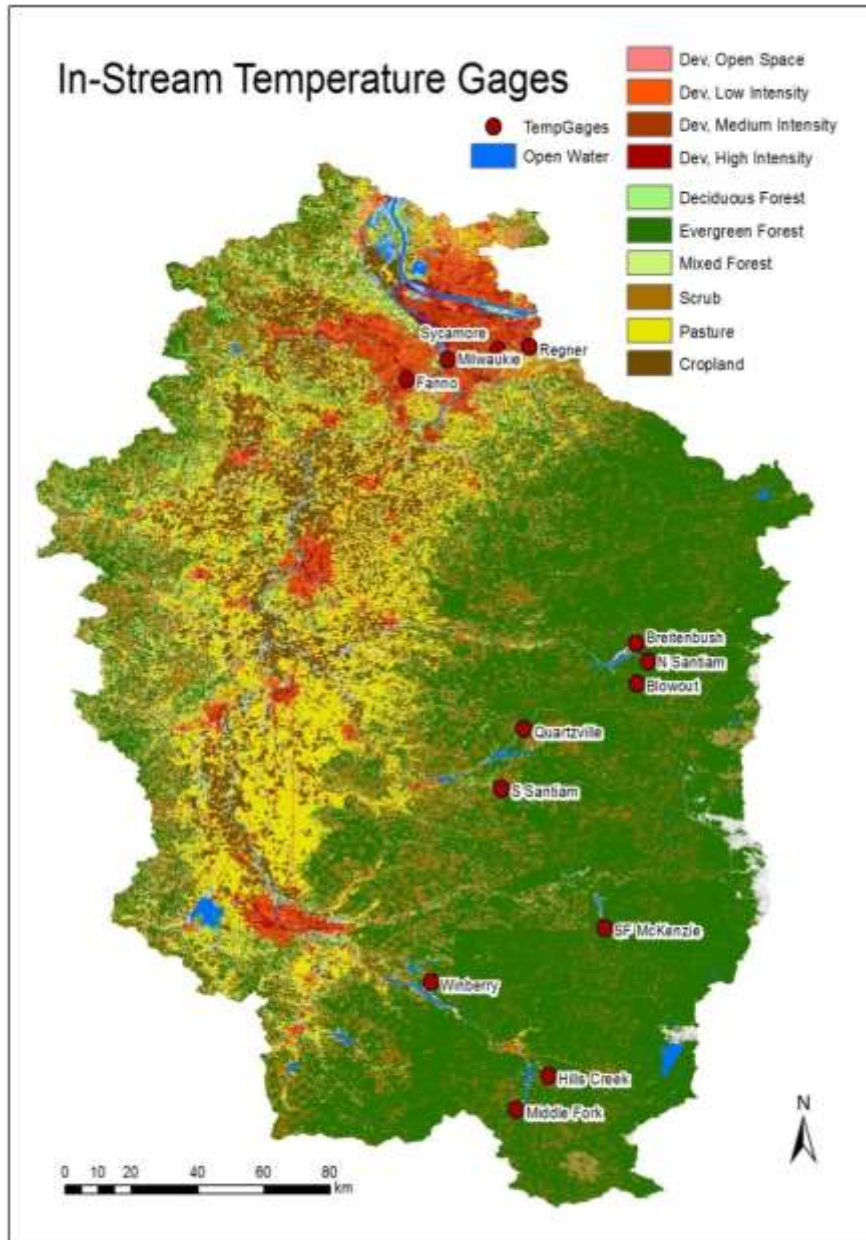 In-Stream Temperature Gages
TempGages
Open Water
Dev, Open Space
Dev, Low Intensity
Dev, Medium Intensity
Dev, High Intensity
Deciduous Forest
Evergreen Forest
Mixed Forest
Scrub
Pasture
Cropland
Sycamore
Milwaukie
Regner
Fanno
Breitenbush
N Santiam
Blowout
Quartzville
S Santiam
SF McKenzie
Winberry
Hills Creek
Middle Fork
N
0 10 20 40 60 80
km